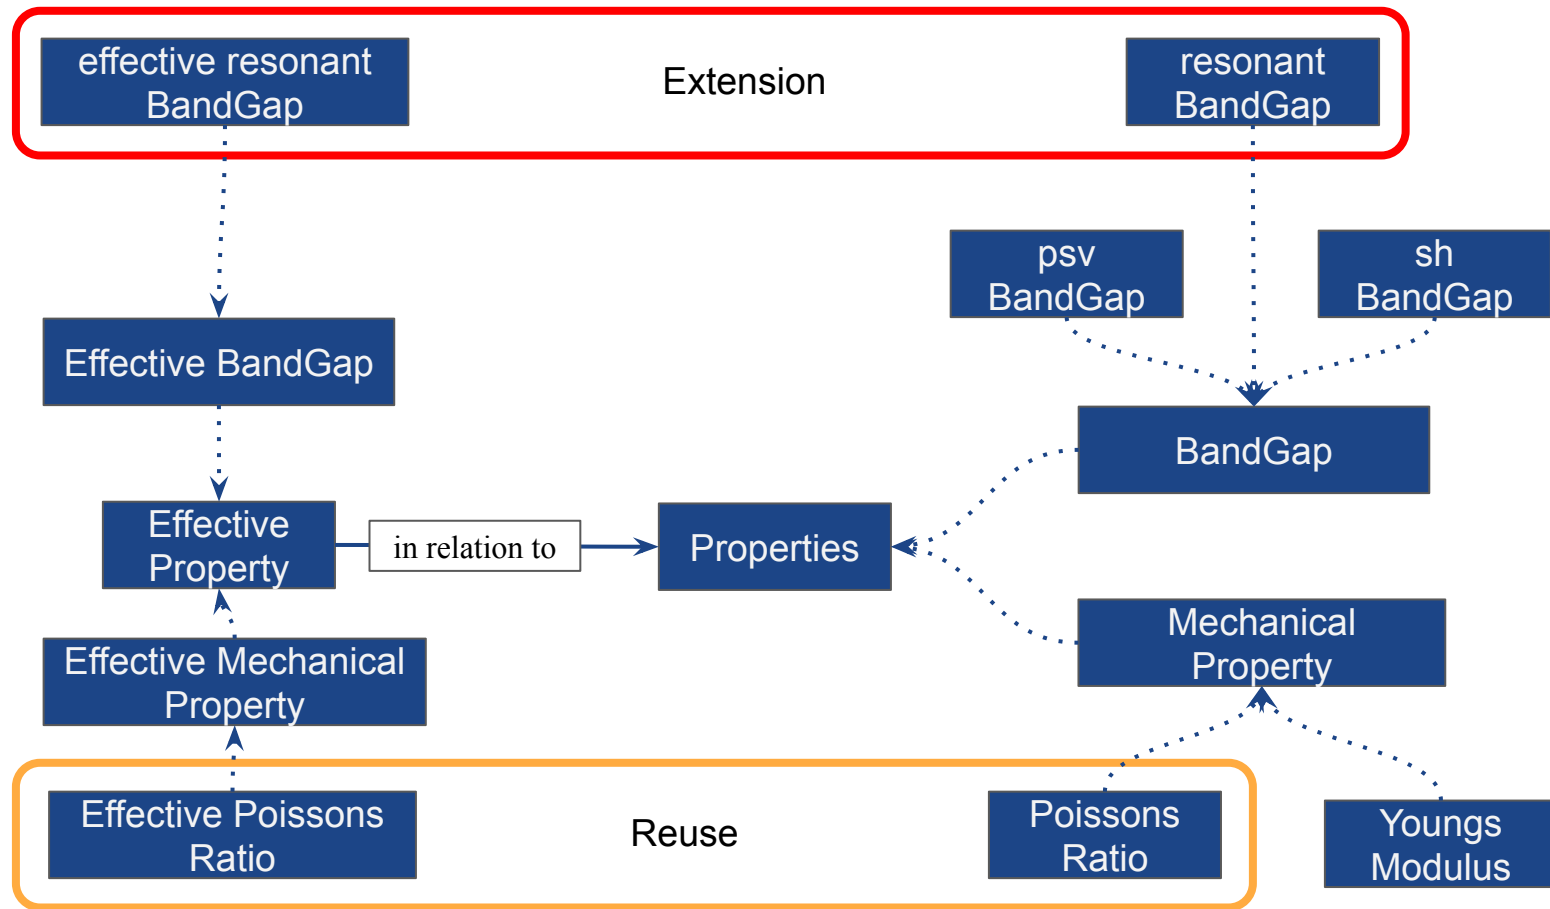 effective resonant
BandGap
Extension
resonant
BandGap
psv
BandGap
sh
BandGap
Effective BandGap
BandGap
Effective
Property
in relation to
Properties
Mechanical
Property
Effective Mechanical
Property
Effective Poissons
Ratio
Reuse
Poissons
Ratio
Youngs
Modulus